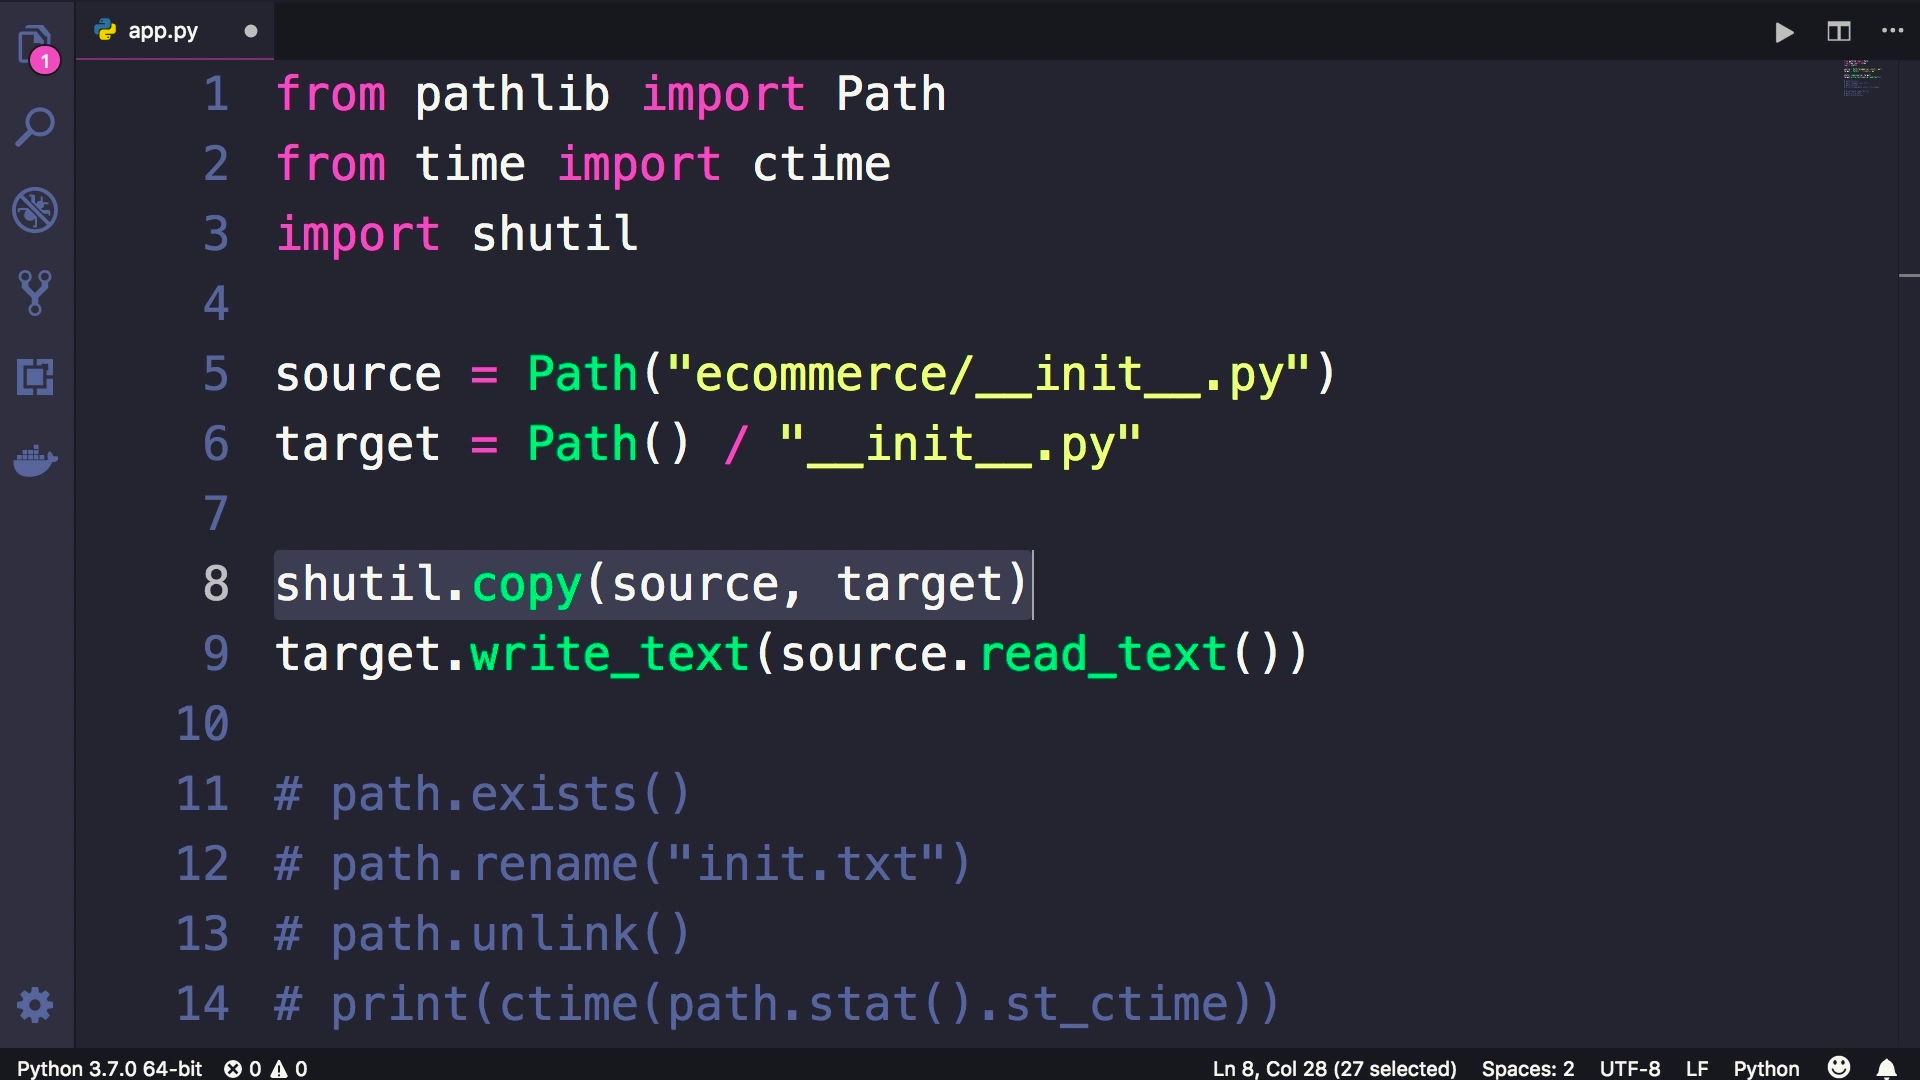 app.py
1
1 from pathlib import Path
2 from time import ctime
3 import shutil
4
5 source = Path("ecommerce/__init__.py")
6 target = Path() / "__init__.py"
7
8 shutil.copy(source, target)
9 target.write_text(source.read_text())
10
11 # path.exists()
12 # path.rename("init.txt")
13 # path.unlink()
14 # print(ctime(path.stat().st_ctime))
Python 3.7.0 64-bit 0 0 Ln 8, Col 28 (27 selected) Spaces: 2 UTF-8 LF Python